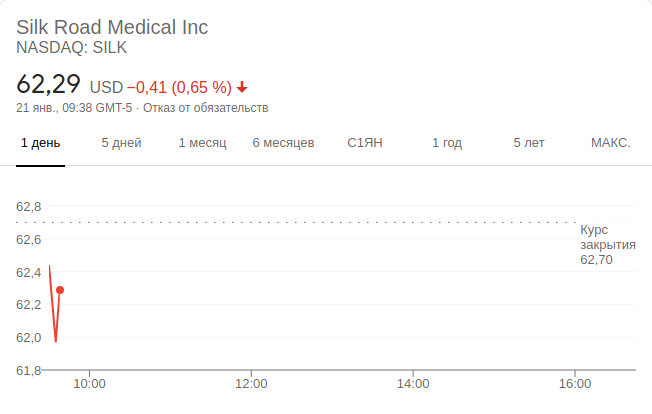 Silk Road Medical Inc
NASDAQ: SILK
62,29 USD −0,41 (0,65 %)
21 янв., 09:38 GMT-5 · Отказ от обязательств
1 день 5 дней 1 месяц 6 месяцев С1ЯН 1 год 5 лет МАКС.
62,8
62,6
Курс
закрытия
62,70
62,4
62,2
62,0
61,8
10:00 12:00 14:00 16:00